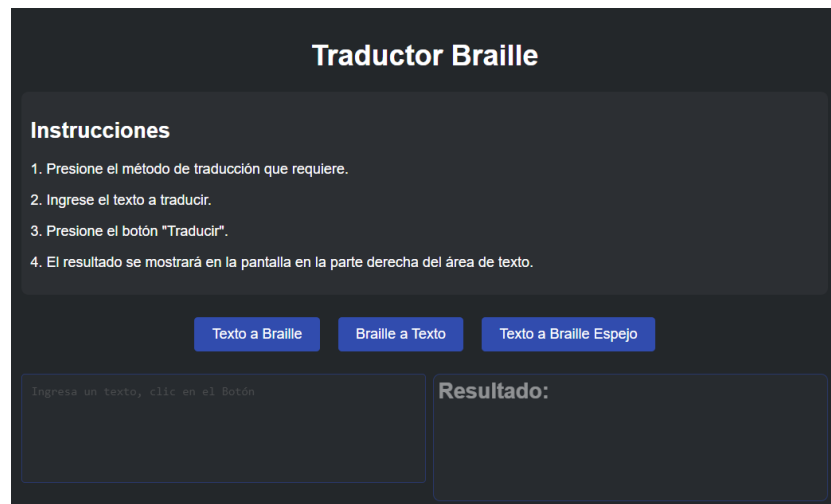 Traductor Braille
Instrucciones
1. Presione el método de traducción que requiere.
2. Ingrese el texto a traducir.
3. Presione el botón "Traducir".
4. El resultado se mostrará en la pantalla en la parte derecha del área de texto.
Texto a Braille
Braille a Texto
Texto a Braille Espejo
Ingresa un texto, clic en el Botón
Resultado: